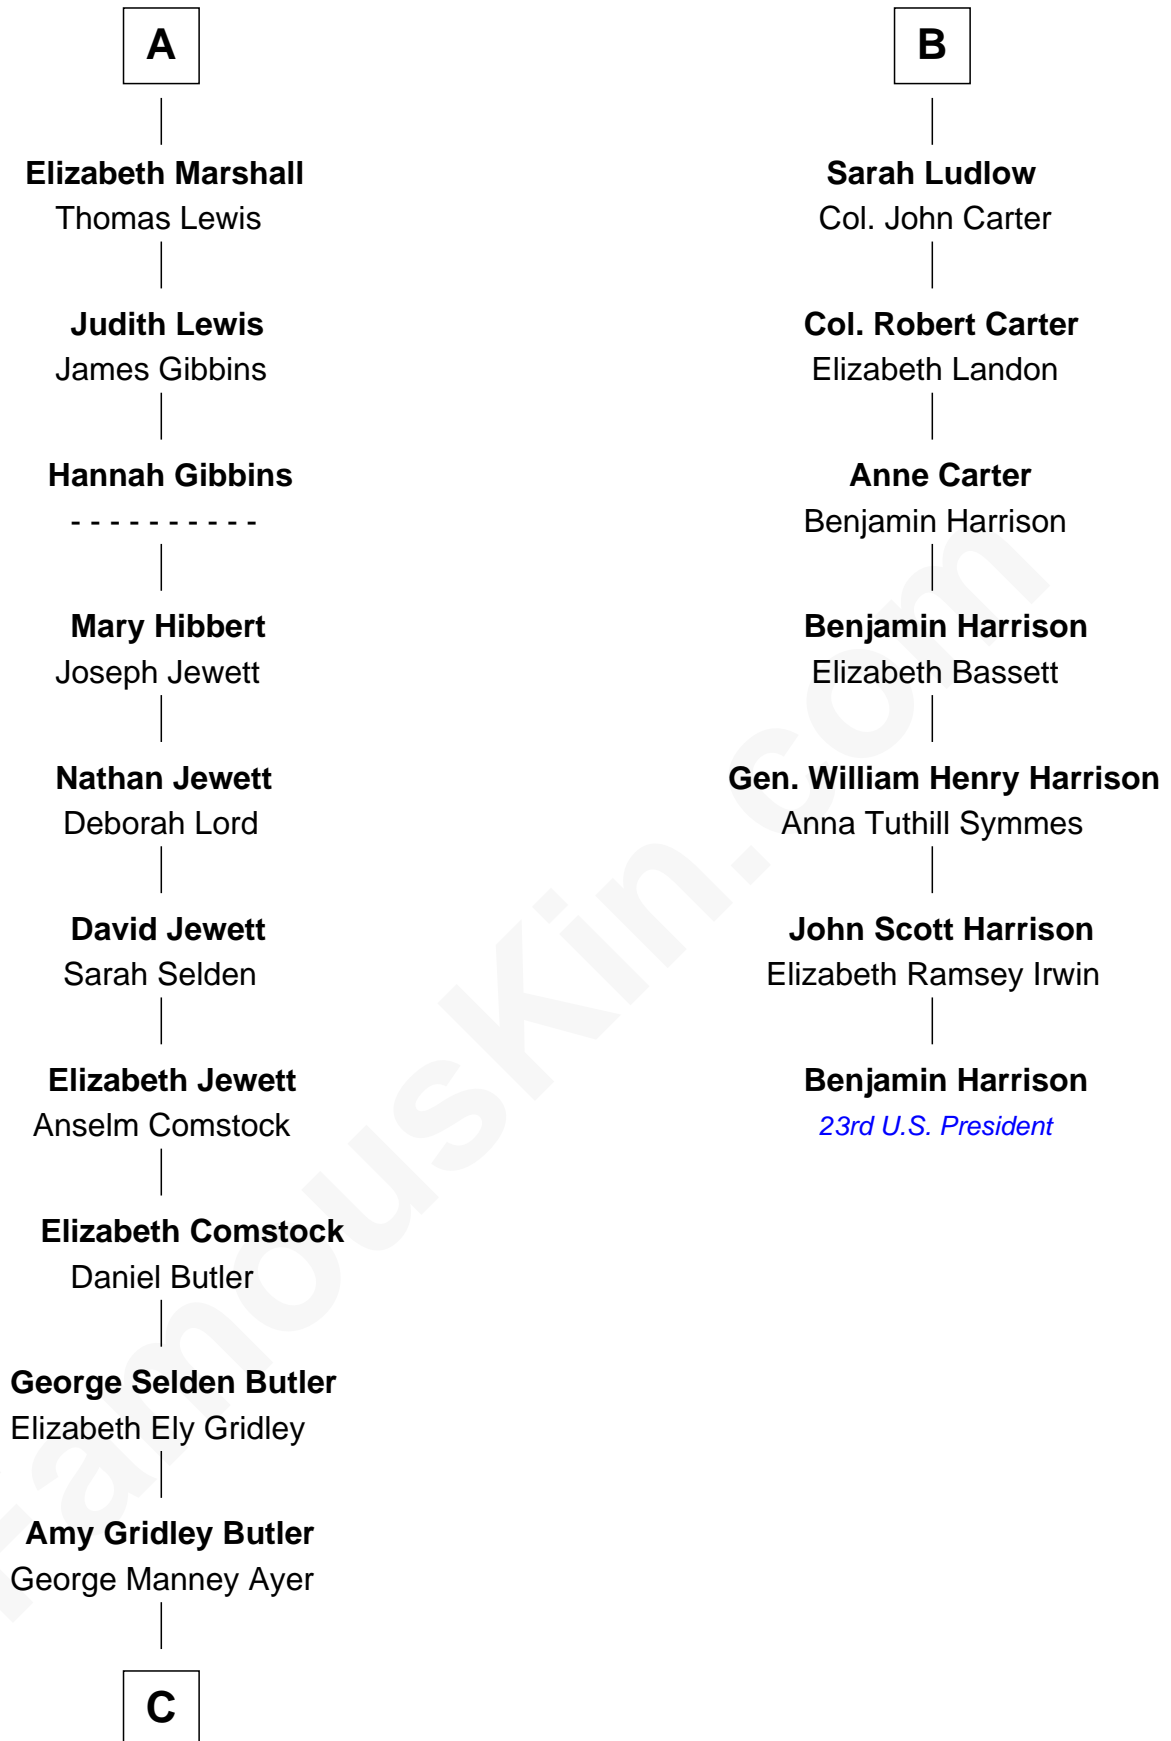 A
Elizabeth Marshall
Thomas Lewis
Judith Lewis
James Gibbins
Hannah Gibbins
- - - - - - - - - -
Mary Hibbert
Joseph Jewett
Nathan Jewett
Deborah Lord
David Jewett
Sarah Selden
Elizabeth Jewett
Anselm Comstock
Elizabeth Comstock
Daniel Butler
George Selden Butler
Elizabeth Ely Gridley
Amy Gridley Butler
George Manney Ayer
C
B
Sarah Ludlow
Col. John Carter
Col. Robert Carter
Elizabeth Landon
Anne Carter
Benjamin Harrison
Benjamin Harrison
Elizabeth Bassett
Gen. William Henry Harrison
Anna Tuthill Symmes
John Scott Harrison
Elizabeth Ramsey Irwin
Benjamin Harrison
23rd U.S. President
FamousKin.com